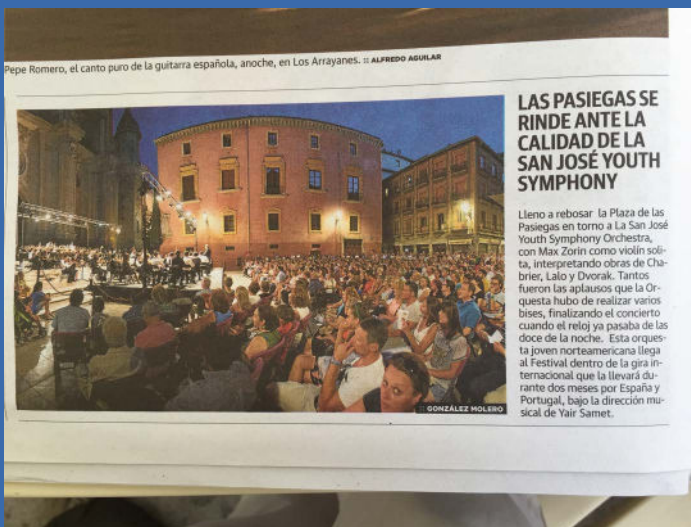 Pepe Romero, el canto puro de la guitarra española, anoche, en Los Arrayanes. :: ALFREDO AGUILAR
:: GONZÁLEZ MOLERO
LAS PASIEGAS SE
RINDE ANTE LA
CALIDAD DE LA
SAN JOSÉ YOUTH
SYMPHONY
Lleno a rebosar la Plaza de las
Pasiegas en torno a La San José
Youth Symphony Orchestra,
con Max Zorin como violín soli-
ta, interpretando obras de Cha-
brier, Lalo y Dvorak. Tantos
fueron los aplausos que la Or-
questa hubo de realizar varios
bises, finalizando el concierto
cuando el reloj ya pasaba de las
doce de la noche. Esta orques-
ta joven norteamericana llega
al Festival dentro de la gira in-
ternacional que la llevará du-
rante dos meses por España y
Portugal, bajo la dirección mu-
sical de Yair Samet.